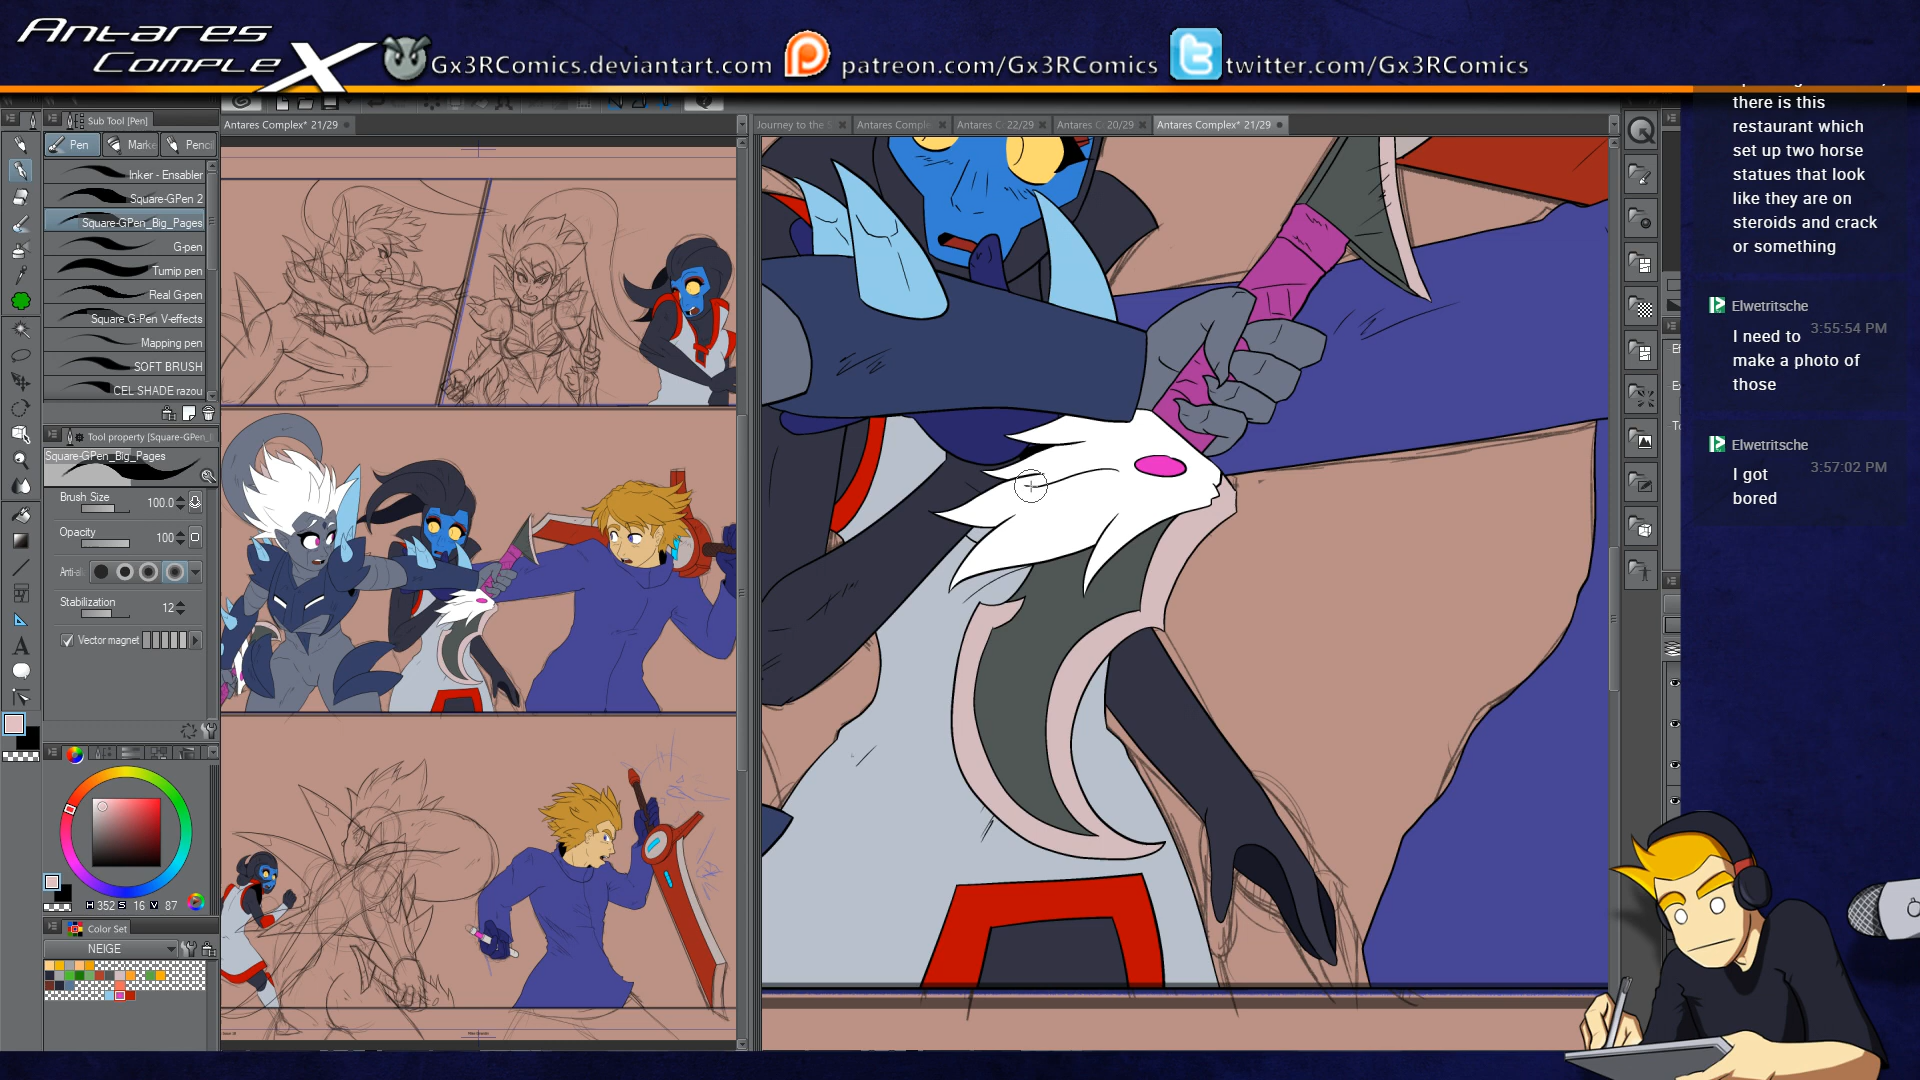 Antares
CompleX
Gx3RComics.deviantart.com
patreon.com/Gx3RComics
twitter.com/Gx3RComics
Sub Tool [Pen]
Pen
Marke
Pencil
Inker - Ensabler
Square-GPen 2
Square-GPen_Big_Pages
G-pen
Turnip pen
Real G-pen
Square G-Pen V-effects
Mapping pen
SOFT BRUSH
CEL SHADE razou
Tool property [Square-GPen_
Square-GPen_Big_Pages
Brush Size
100.0
Opacity
100
Anti-al
Stabilization
12
Vector magnet
H 352 S 16 V 87
Color Set
NEIGE
Antares Complex* 21/29
Journey to the S
Antares Comple
Antares Co 22/29
Antares Co 20/29
Antares Complex* 21/29
there is this
restaurant which
set up two horse
statues that look
like they are on
steroids and crack
or something
Elwetritsche
3:55:54 PM
I need to
make a photo of
those
Elwetritsche
3:57:02 PM
I got
bored